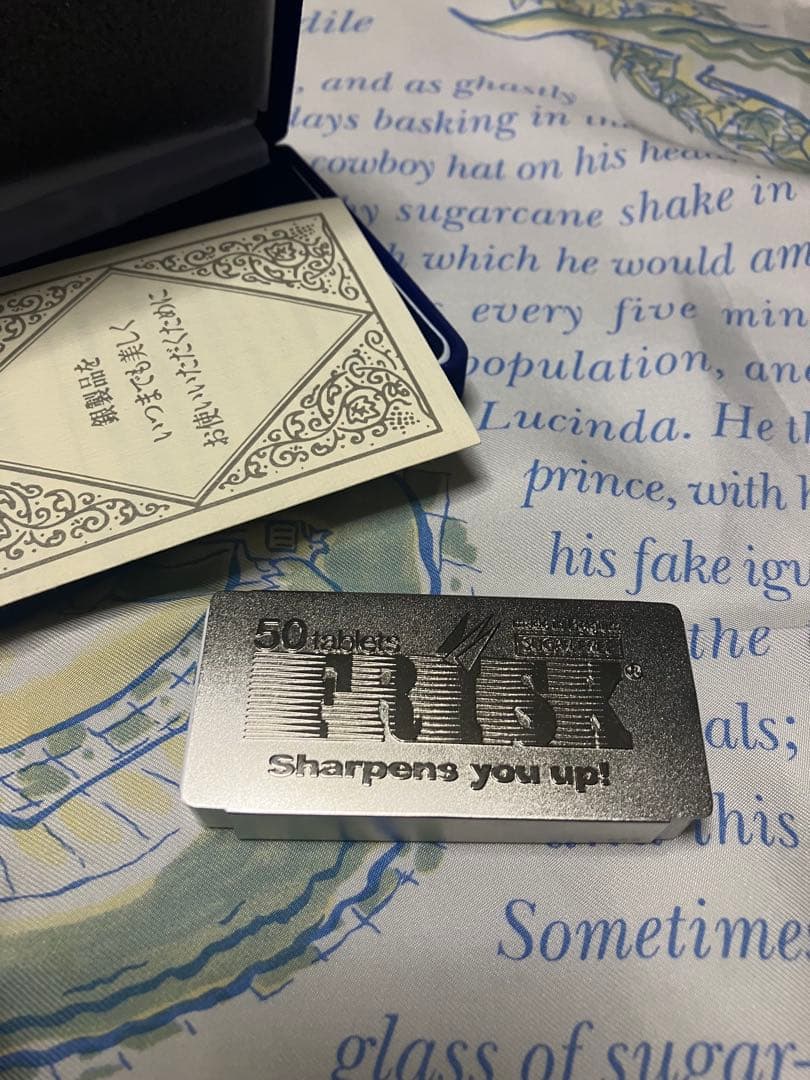 dile
, and as ghastly
days basking in
cowboy hat on his
by sugarcane shake in
which he would am
every five min
population, and
Lucinda. He th
prince, with h
his fake igu
the
als;
this
Sometimes
glass of sugar-
銀製品を
いつまでも美しく
お使いいただくために
50 tablets
SUGARFREE
FRISK®
Sharpens you up!